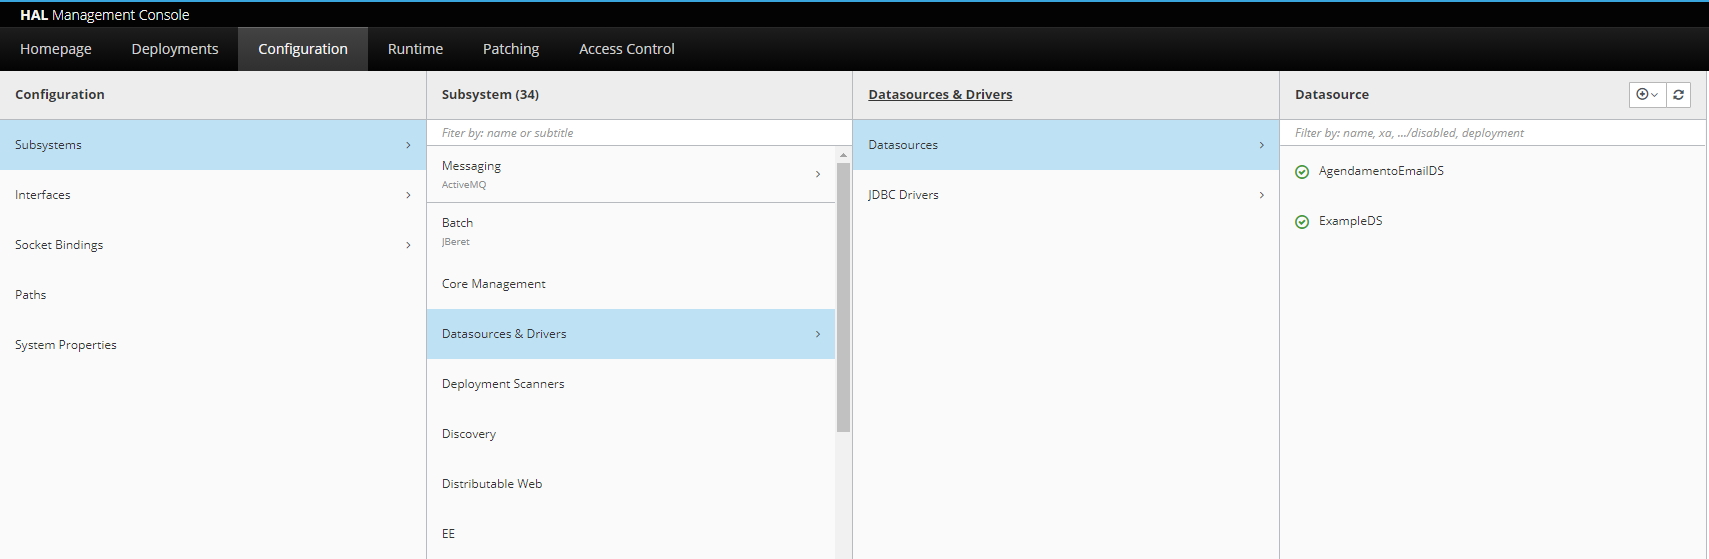 HAL Management Console
Homepage Deployments Configuration Runtime Patching Access Control
Configuration
Subsystems
Interfaces
Socket Bindings
Paths
System Properties
Subsystem (34)
Fiter by: name or subtitle
Messaging
ActiveMQ
Batch
JBeret
Core Management
Datasources & Drivers
Deployment Scanners
Discovery
Distributable Web
EE
Datasources & Drivers
Datasources
JDBC Drivers
Datasource
Filter by: name, xa, .../disabled, deployment
AgendamentoEmailDS
ExampleDS